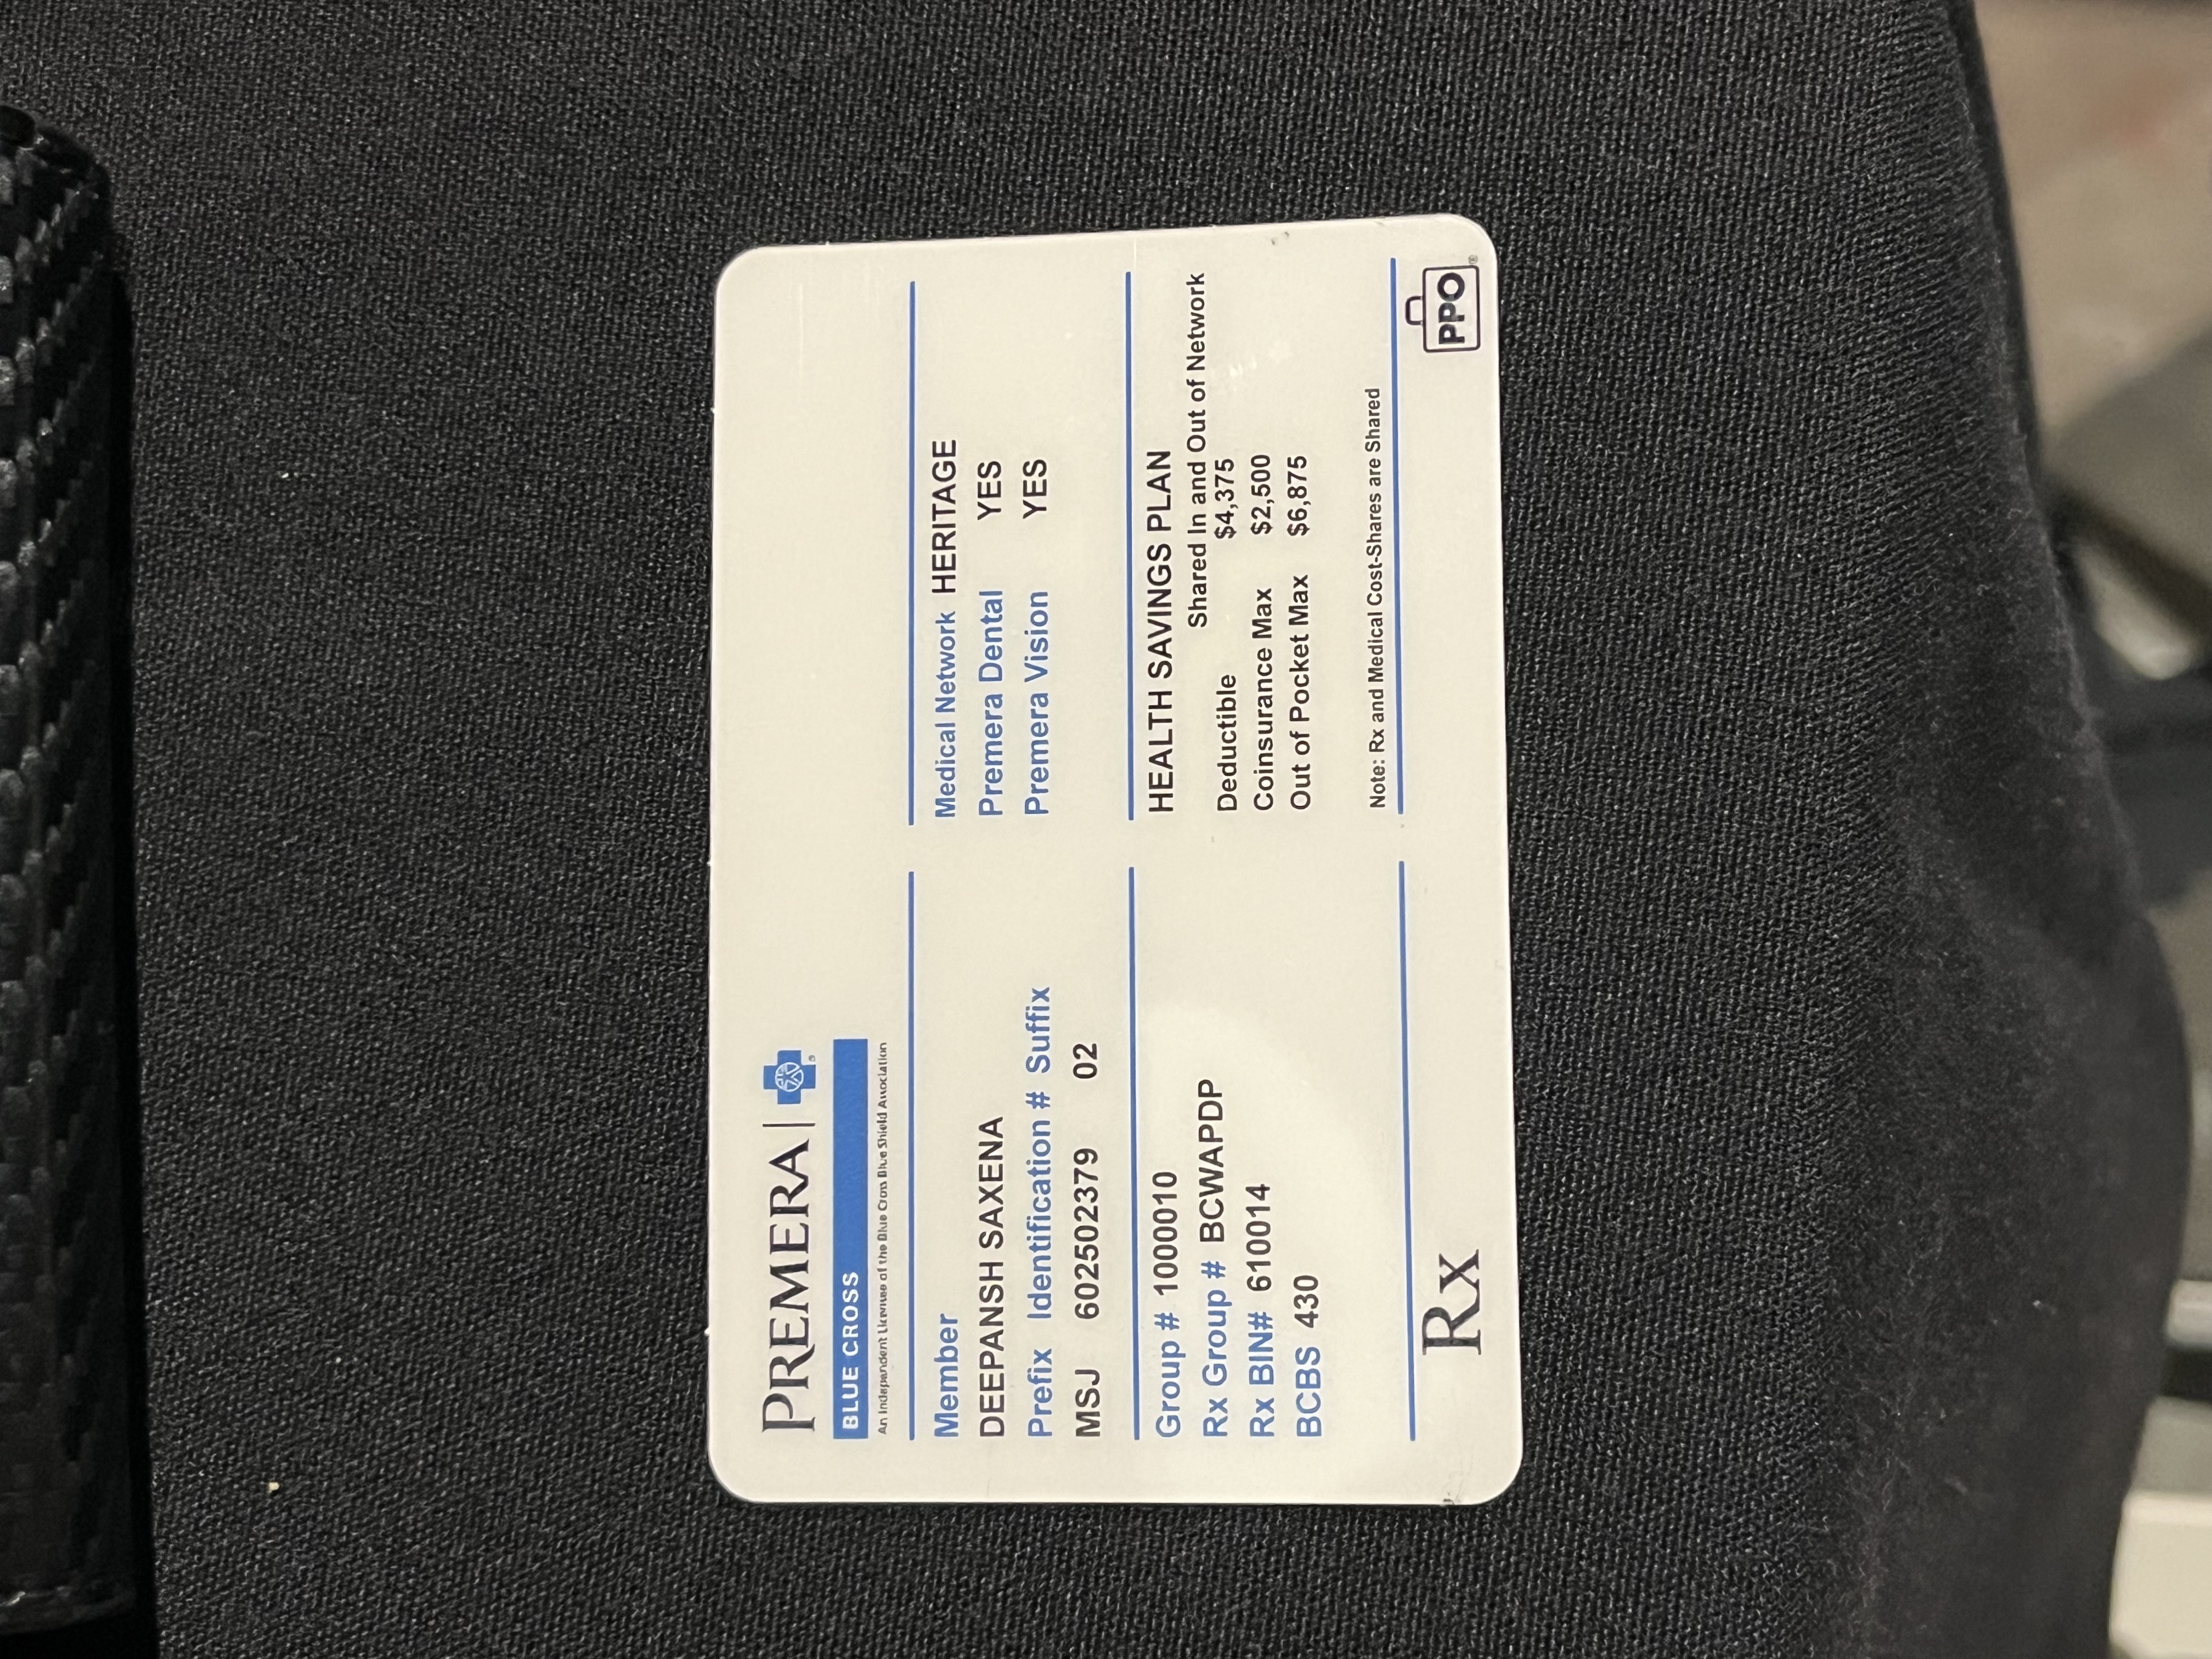 PREMERA
BLUE CROSS
An Independent Licensee of the Blue Cross Blue Shield Association
Member
DEEPANSH SAXENA
Prefix Identification # Suffix
MSJ 602502379 02
Group # 1000010
Rx Group # BCWAPDP
Rx BIN# 610014
BCBS 430
Rx
Medical Network HERITAGE
Premera Dental YES
Premera Vision YES
HEALTH SAVINGS PLAN
Shared In and Out of Network
Deductible $4,375
Coinsurance Max $2,500
Out of Pocket Max $6,875
Note: Rx and Medical Cost-Shares are Shared
PPO®